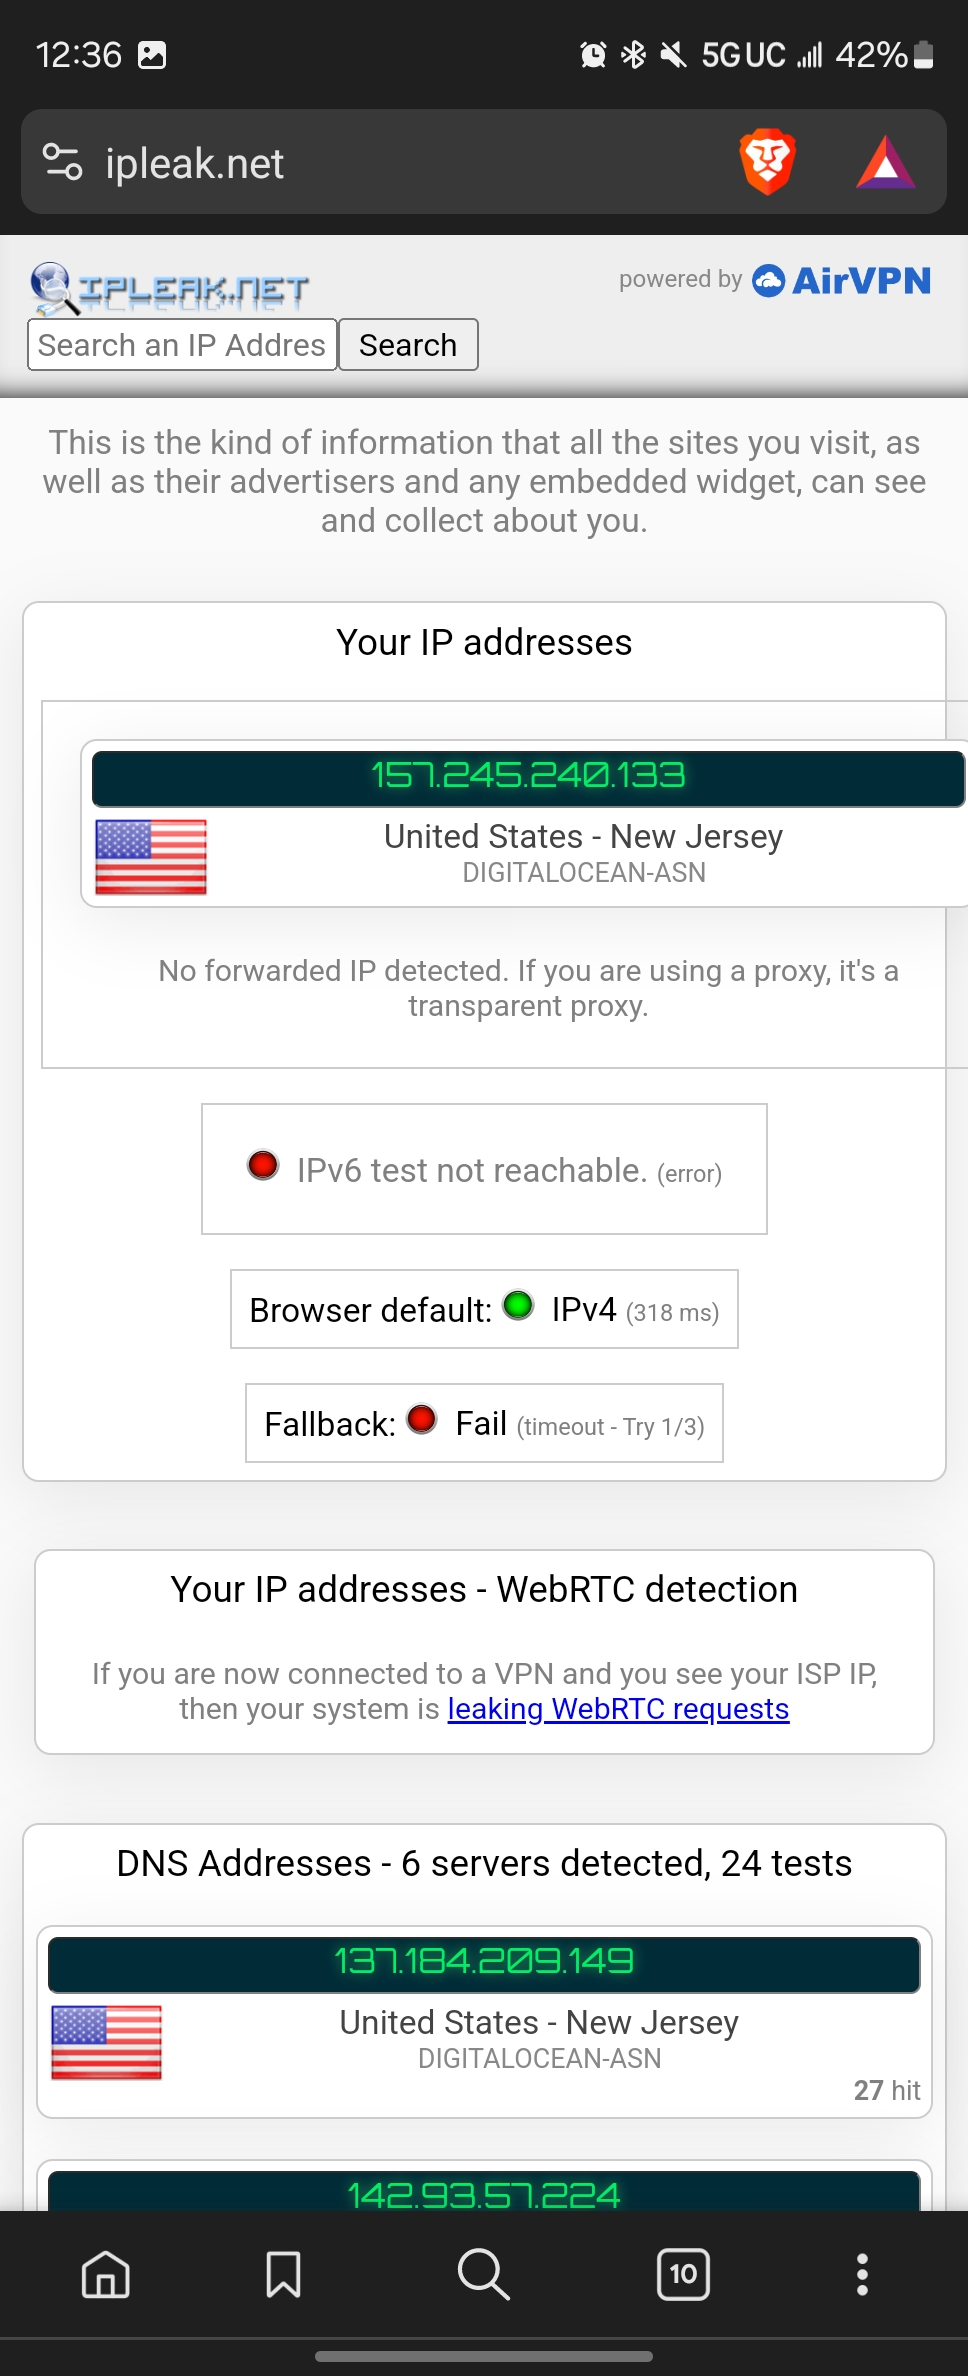 12:36
5G UC 42%
ipleak.net
IPLEAK.NET
powered by AirVPN
Search an IP Addres
Search
This is the kind of information that all the sites you visit, as
well as their advertisers and any embedded widget, can see
and collect about you.
Your IP addresses
157.245.240.133
United States - New Jersey
DIGITALOCEAN-ASN
No forwarded IP detected. If you are using a proxy, it's a
transparent proxy.
IPv6 test not reachable. (error)
Browser default: IPv4 (318 ms)
Fallback: Fail (timeout - Try 1/3)
Your IP addresses - WebRTC detection
If you are now connected to a VPN and you see your ISP IP,
then your system is leaking WebRTC requests
DNS Addresses - 6 servers detected, 24 tests
137.184.209.149
United States - New Jersey
DIGITALOCEAN-ASN
27 hit
142.93.57.224
10